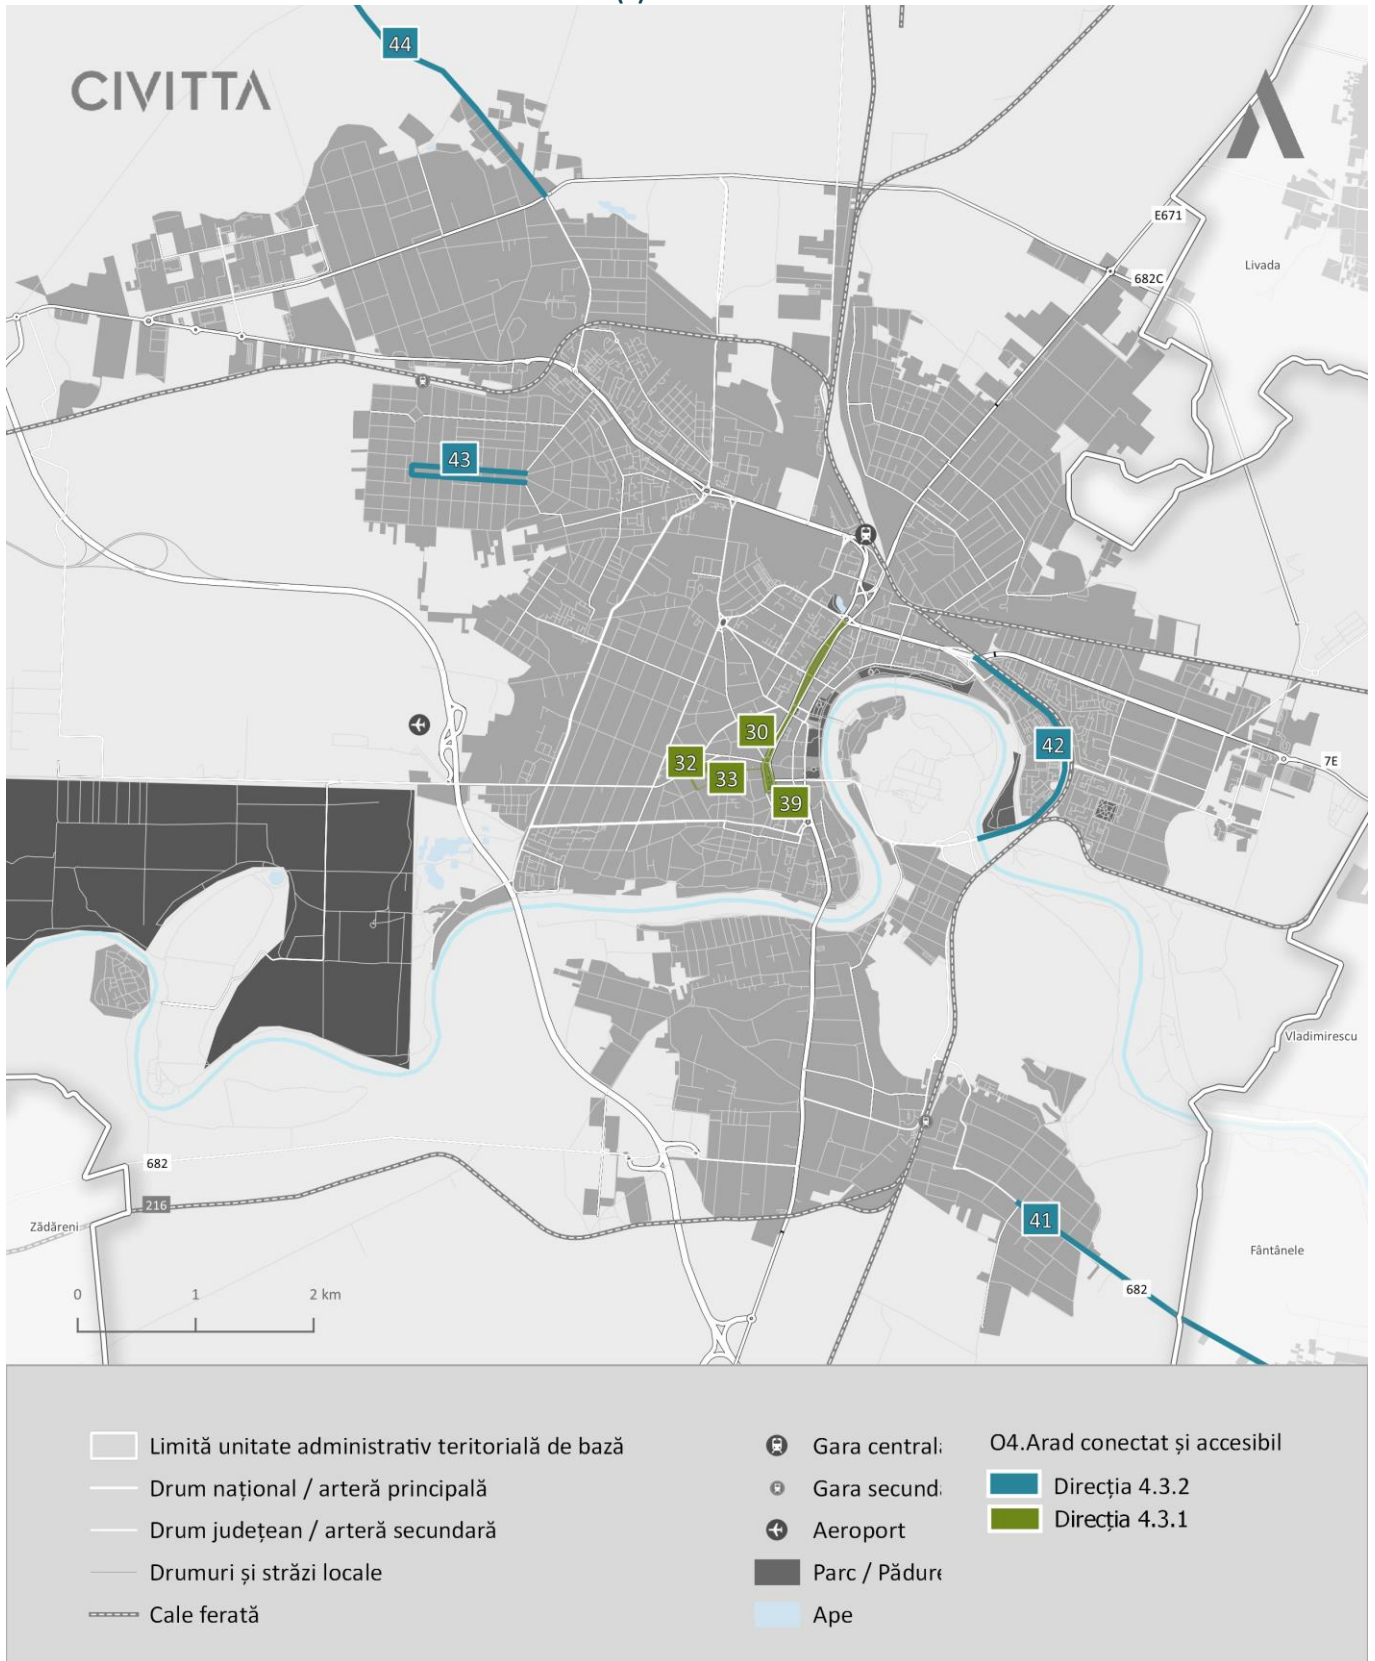 44
CIVITTA
E671
Livada
682C
43
30
42
32
33
7E
39
Vladimirescu
682
216
Zădăreni
41
Fântânele
682
0 1 2 km
Limită unitate administrativ teritorială de bază
Drum național / arteră principală
Drum județean / arteră secundară
Drumuri și străzi locale
Cale ferată
Gara central
Gara secund
Aeroport
Parc / Pădur
Ape
O4.Arad conectat și accesibil
Direcția 4.3.2
Direcția 4.3.1